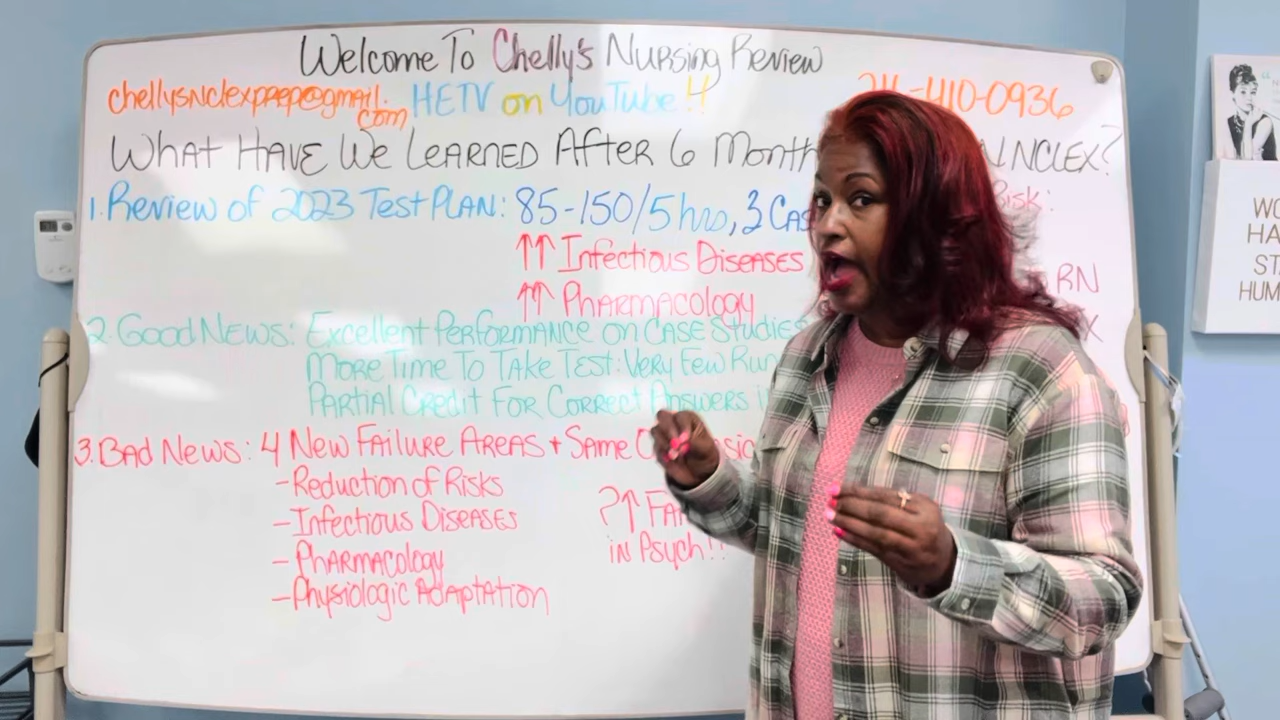 Welcome To Chelly's Nursing Review
chellysnclexprep@gmail.com HETV on YouTube!! 410-0936
What Have We Learned After 6 Month NCLEX?
1. Review of 2023 Test Plan: 85-150/5 hrs, 3 Cas Risk:
↑↑ Infectious Diseases
↑↑ Pharmacology RN
2. Good News: Excellent Performance on Case Studies X
More Time To Take Test: Very Few Run
Partial Credit For Correct Answers i
3. Bad News: 4 New Failure Areas + Same
- Reduction of Risks
- Infectious Diseases ?↑ Fa
in Psych!!
- Pharmacology
- Physiologic Adaptation
WO
HA
ST
HUM